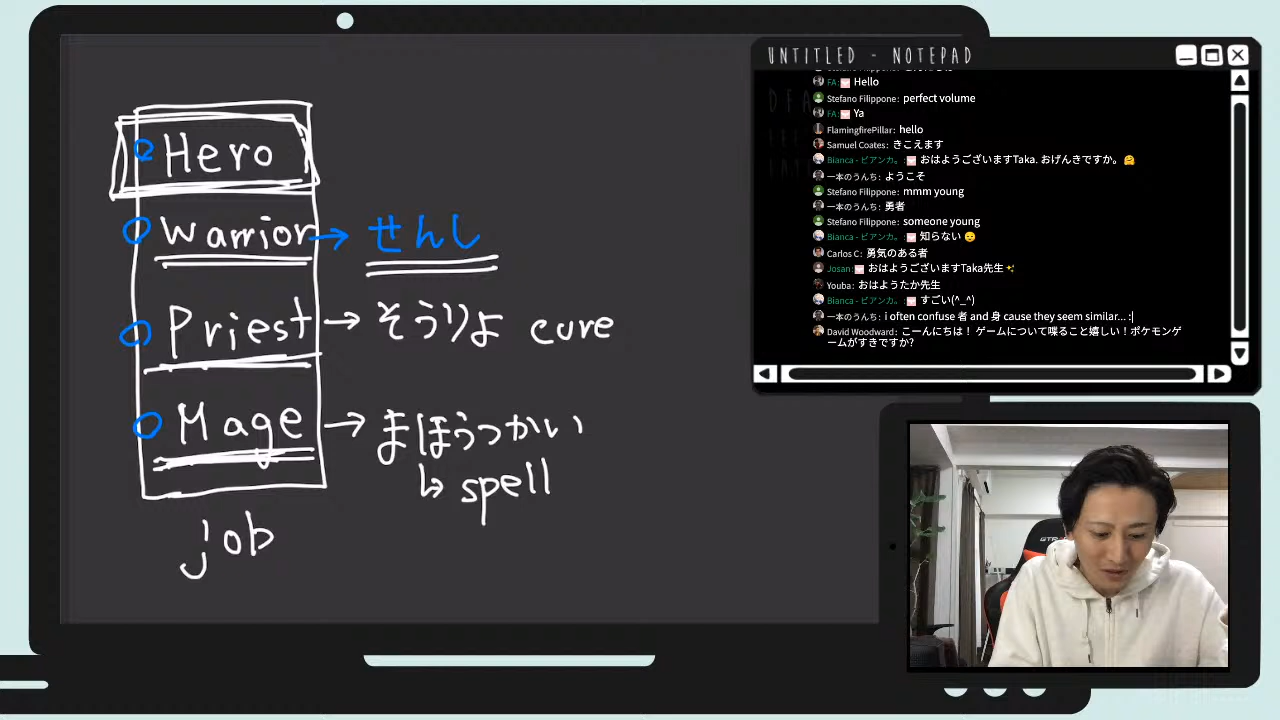 Hero
Warrior → せんし
Priest → そうりよ cure
Mage → まほうつかい
↳ spell
job
UNTITLED - NOTEPAD
FA: Hello
Stefano Filippone: perfect volume
FA: Ya
FlamingfirePillar: hello
Samuel Coates: きこえます
Bianca - ビアンカ。: おはようございますTaka. おげんきですか。🤗
一本のうんち: ようこそ
Stefano Filippone: mmm young
一本のうんち: 勇者
Stefano Filippone: someone young
Bianca - ビアンカ。: 知らない 😔
Carlos C: 勇気のある者
Josan: おはようございますTaka先生✨
Youba: おはようたか先生
Bianca - ビアンカ。: すごい(^_^)
一本のうんち: i often confuse 者 and 身 cause they seem similar... :|
David Woodward: こーんにちは！ ゲームについて喋ること嬉しい！ポケモンゲ
ームがすきですか?
GTR